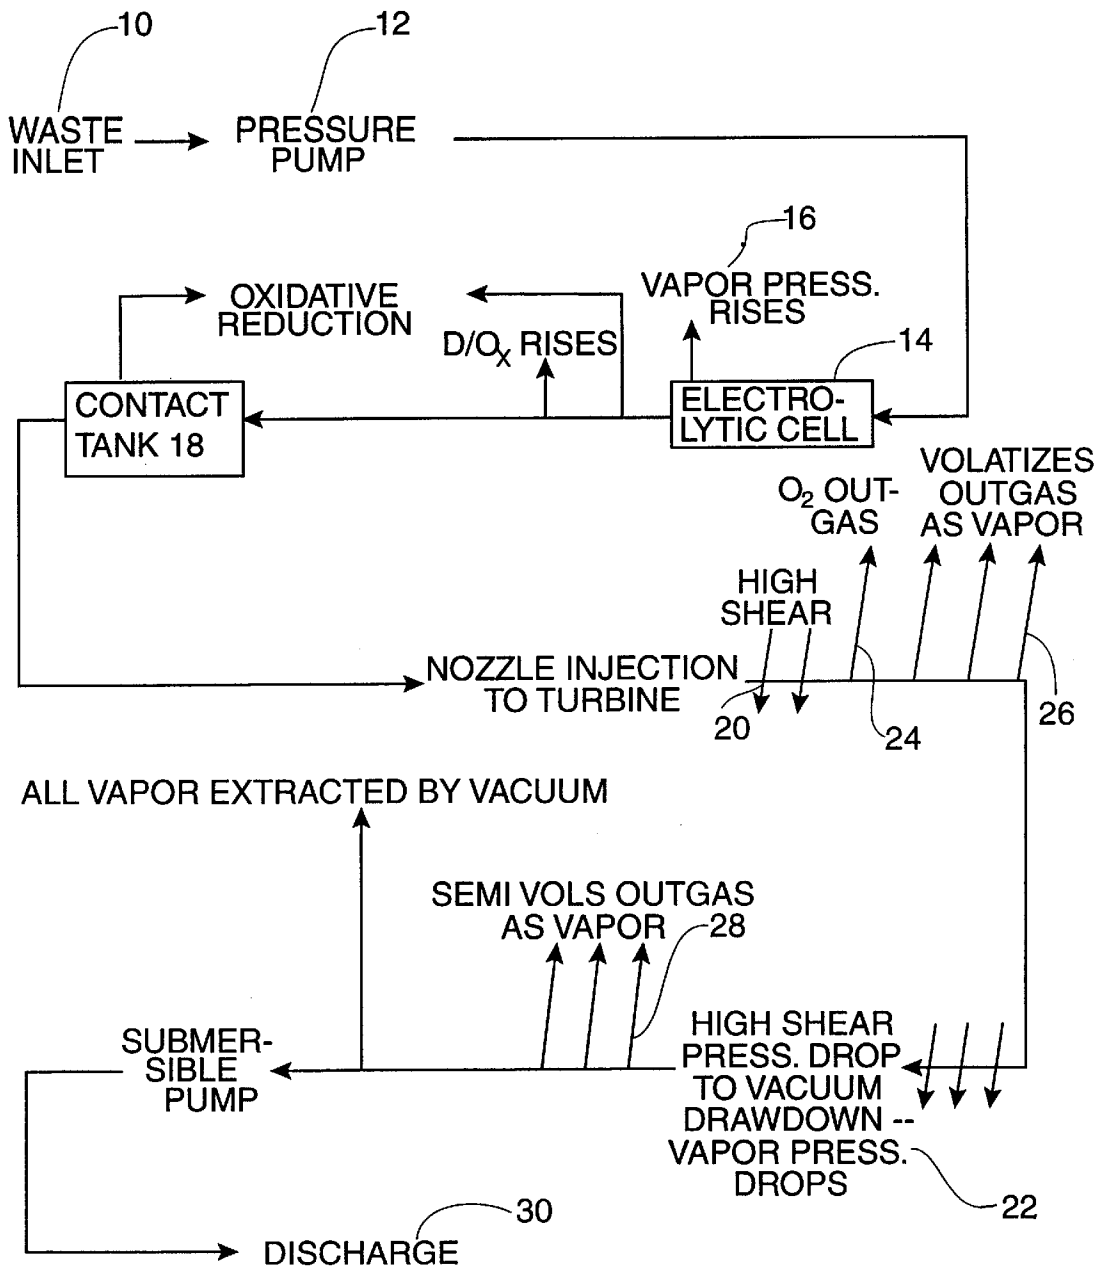 10
12
WASTE
INLET
PRESSURE
PUMP
16
VAPOR PRESS.
RISES
OXIDATIVE
REDUCTION
D/OX RISES
14
CONTACT
TANK 18
ELECTRO-
LYTIC CELL
VOLATIZES
OUTGAS
AS VAPOR
O2 OUT-
GAS
HIGH
SHEAR
NOZZLE INJECTION
TO TURBINE
20
24
26
ALL VAPOR EXTRACTED BY VACUUM
SEMI VOLS OUTGAS
AS VAPOR
28
HIGH SHEAR
PRESS. DROP
TO VACUUM
DRAWDOWN --
VAPOR PRESS.
DROPS
22
SUBMER-
SIBLE
PUMP
30
DISCHARGE